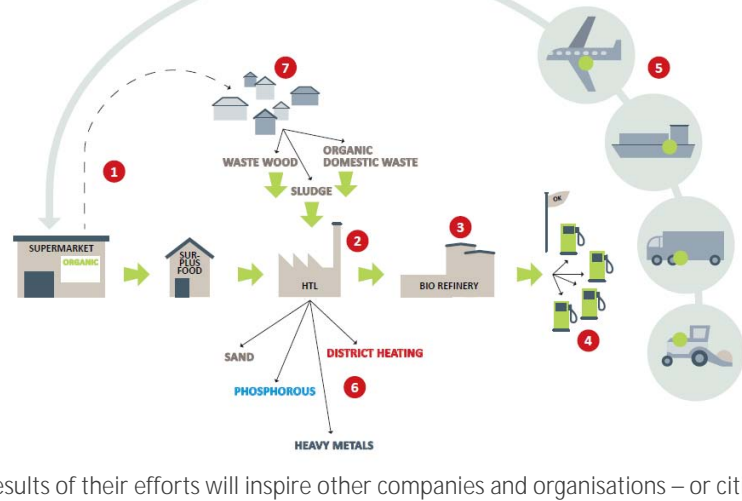 7
5
WASTE WOOD
ORGANIC
DOMESTIC WASTE
1
SLUDGE
OK
3
2
SUPERMARKET
ORGANIC
SUR-
PLUS
FOOD
HTL
BIO REFINERY
4
SAND
DISTRICT HEATING
6
PHOSPHOROUS
HEAVY METALS
esults of their efforts will inspire other companies and organisations – or cit